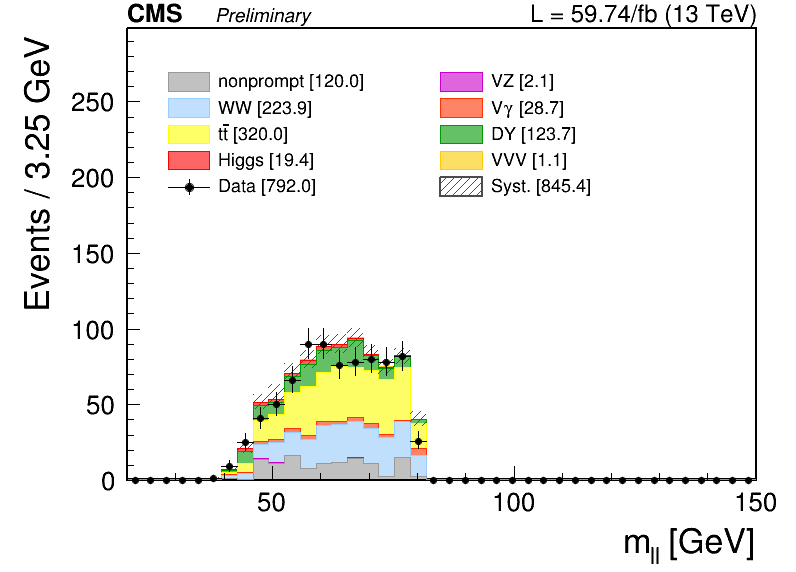 CMS Preliminary L = 59.74/fb (13 TeV)
Events / 3.25 GeV
nonprompt [120.0]
WW [223.9]
tt̄ [320.0]
Higgs [19.4]
Data [792.0]
VZ [2.1]
Vγ [28.7]
DY [123.7]
VVV [1.1]
Syst. [845.4]
250
200
150
100
50
0
50 100 150
m_ll [GeV]